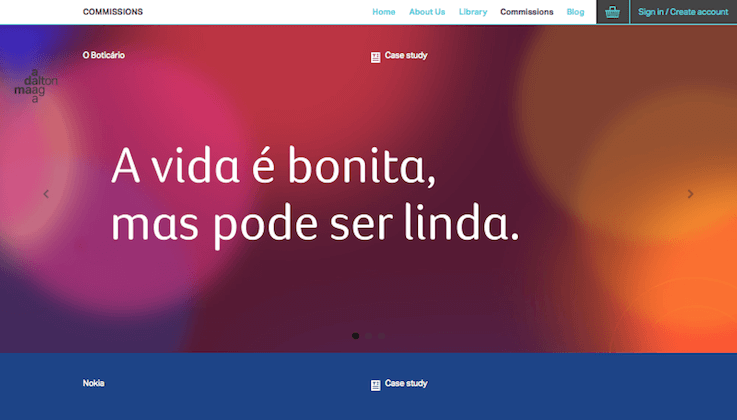 COMMISSIONS
Home About Us Library Commissions Blog Sign in / Create account
O Boticário Case study
a
dalton
maag
a
A vida é bonita,
mas pode ser linda.
Nokia Case study